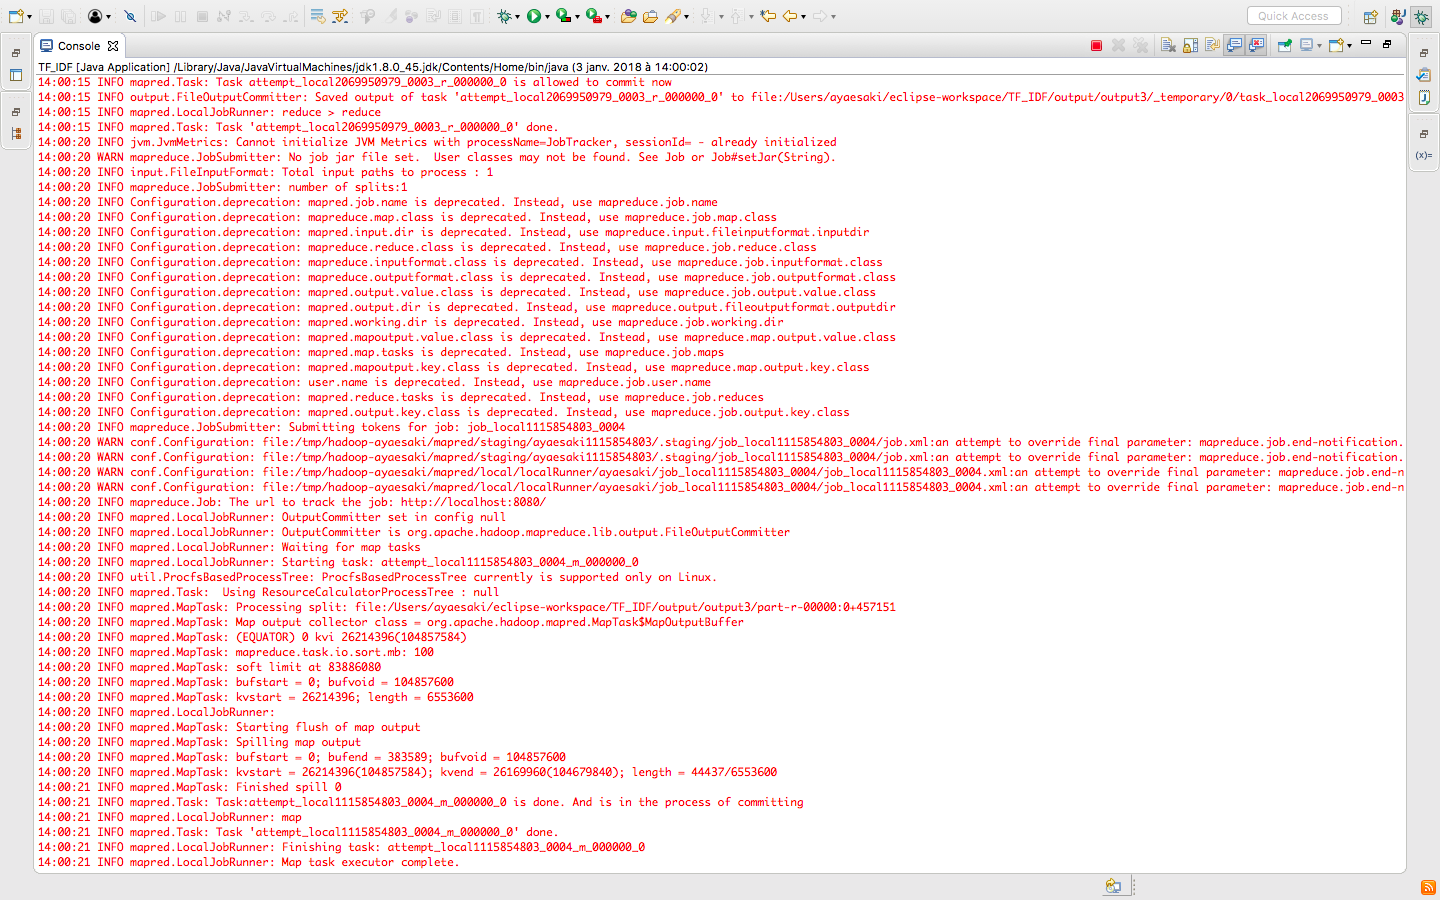 Quick Access
Console
TF_IDF [Java Application] /Library/Java/JavaVirtualMachines/jdk1.8.0_45.jdk/Contents/Home/bin/java (3 janv. 2018 à 14:00:02)
14:00:15 INFO mapred.Task: Task attempt_local2069950979_0003_r_000000_0 is allowed to commit now
14:00:15 INFO output.FileOutputCommitter: Saved output of task 'attempt_local2069950979_0003_r_000000_0' to file:/Users/ayaesaki/eclipse-workspace/TF_IDF/output/output3/_temporary/0/task_local2069950979_0003
14:00:15 INFO mapred.LocalJobRunner: reduce > reduce
14:00:15 INFO mapred.Task: Task 'attempt_local2069950979_0003_r_000000_0' done.
14:00:20 INFO jvm.JvmMetrics: Cannot initialize JVM Metrics with processName=JobTracker, sessionId= - already initialized
14:00:20 WARN mapreduce.JobSubmitter: No job jar file set.  User classes may not be found. See Job or Job#setJar(String).
14:00:20 INFO input.FileInputFormat: Total input paths to process : 1
14:00:20 INFO mapreduce.JobSubmitter: number of splits:1
14:00:20 INFO Configuration.deprecation: mapred.job.name is deprecated. Instead, use mapreduce.job.name
14:00:20 INFO Configuration.deprecation: mapreduce.map.class is deprecated. Instead, use mapreduce.job.map.class
14:00:20 INFO Configuration.deprecation: mapred.input.dir is deprecated. Instead, use mapreduce.input.fileinputformat.inputdir
14:00:20 INFO Configuration.deprecation: mapreduce.reduce.class is deprecated. Instead, use mapreduce.job.reduce.class
14:00:20 INFO Configuration.deprecation: mapreduce.inputformat.class is deprecated. Instead, use mapreduce.job.inputformat.class
14:00:20 INFO Configuration.deprecation: mapreduce.outputformat.class is deprecated. Instead, use mapreduce.job.outputformat.class
14:00:20 INFO Configuration.deprecation: mapred.output.value.class is deprecated. Instead, use mapreduce.job.output.value.class
14:00:20 INFO Configuration.deprecation: mapred.output.dir is deprecated. Instead, use mapreduce.output.fileoutputformat.outputdir
14:00:20 INFO Configuration.deprecation: mapred.working.dir is deprecated. Instead, use mapreduce.job.working.dir
14:00:20 INFO Configuration.deprecation: mapred.mapoutput.value.class is deprecated. Instead, use mapreduce.map.output.value.class
14:00:20 INFO Configuration.deprecation: mapred.map.tasks is deprecated. Instead, use mapreduce.job.maps
14:00:20 INFO Configuration.deprecation: mapred.mapoutput.key.class is deprecated. Instead, use mapreduce.map.output.key.class
14:00:20 INFO Configuration.deprecation: user.name is deprecated. Instead, use mapreduce.job.user.name
14:00:20 INFO Configuration.deprecation: mapred.reduce.tasks is deprecated. Instead, use mapreduce.job.reduces
14:00:20 INFO Configuration.deprecation: mapred.output.key.class is deprecated. Instead, use mapreduce.job.output.key.class
14:00:20 INFO mapreduce.JobSubmitter: Submitting tokens for job: job_local1115854803_0004
14:00:20 WARN conf.Configuration: file:/tmp/hadoop-ayaesaki/mapred/staging/ayaesaki1115854803/.staging/job_local1115854803_0004/job.xml:an attempt to override final parameter: mapreduce.job.end-notification.
14:00:20 WARN conf.Configuration: file:/tmp/hadoop-ayaesaki/mapred/staging/ayaesaki1115854803/.staging/job_local1115854803_0004/job.xml:an attempt to override final parameter: mapreduce.job.end-notification.
14:00:20 WARN conf.Configuration: file:/tmp/hadoop-ayaesaki/mapred/local/localRunner/ayaesaki/job_local1115854803_0004/job_local1115854803_0004.xml:an attempt to override final parameter: mapreduce.job.end-n
14:00:20 WARN conf.Configuration: file:/tmp/hadoop-ayaesaki/mapred/local/localRunner/ayaesaki/job_local1115854803_0004/job_local1115854803_0004.xml:an attempt to override final parameter: mapreduce.job.end-n
14:00:20 INFO mapreduce.Job: The url to track the job: http://localhost:8080/
14:00:20 INFO mapred.LocalJobRunner: OutputCommitter set in config null
14:00:20 INFO mapred.LocalJobRunner: OutputCommitter is org.apache.hadoop.mapreduce.lib.output.FileOutputCommitter
14:00:20 INFO mapred.LocalJobRunner: Waiting for map tasks
14:00:20 INFO mapred.LocalJobRunner: Starting task: attempt_local1115854803_0004_m_000000_0
14:00:20 INFO util.ProcfsBasedProcessTree: ProcfsBasedProcessTree currently is supported only on Linux.
14:00:20 INFO mapred.Task:  Using ResourceCalculatorProcessTree : null
14:00:20 INFO mapred.MapTask: Processing split: file:/Users/ayaesaki/eclipse-workspace/TF_IDF/output/output3/part-r-00000:0+457151
14:00:20 INFO mapred.MapTask: Map output collector class = org.apache.hadoop.mapred.MapTask$MapOutputBuffer
14:00:20 INFO mapred.MapTask: (EQUATOR) 0 kvi 26214396(104857584)
14:00:20 INFO mapred.MapTask: mapreduce.task.io.sort.mb: 100
14:00:20 INFO mapred.MapTask: soft limit at 83886080
14:00:20 INFO mapred.MapTask: bufstart = 0; bufvoid = 104857600
14:00:20 INFO mapred.MapTask: kvstart = 26214396; length = 6553600
14:00:20 INFO mapred.LocalJobRunner:
14:00:20 INFO mapred.MapTask: Starting flush of map output
14:00:20 INFO mapred.MapTask: Spilling map output
14:00:20 INFO mapred.MapTask: bufstart = 0; bufend = 383589; bufvoid = 104857600
14:00:20 INFO mapred.MapTask: kvstart = 26214396(104857584); kvend = 26169960(104679840); length = 44437/6553600
14:00:21 INFO mapred.MapTask: Finished spill 0
14:00:21 INFO mapred.Task: Task:attempt_local1115854803_0004_m_000000_0 is done. And is in the process of committing
14:00:21 INFO mapred.LocalJobRunner: map
14:00:21 INFO mapred.Task: Task 'attempt_local1115854803_0004_m_000000_0' done.
14:00:21 INFO mapred.LocalJobRunner: Finishing task: attempt_local1115854803_0004_m_000000_0
14:00:21 INFO mapred.LocalJobRunner: Map task executor complete.
(x)=